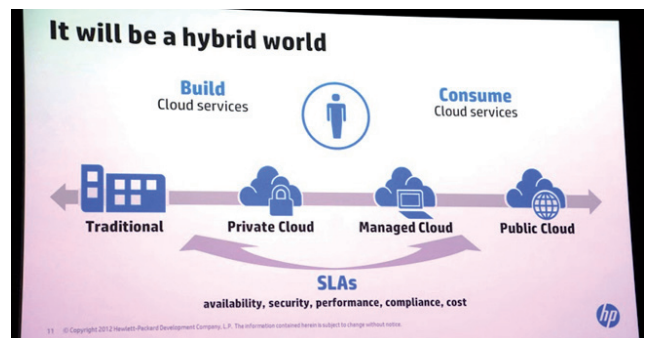 It will be a hybrid world
Build
Cloud services
Consume
Cloud services
Traditional
Private Cloud
Managed Cloud
Public Cloud
SLAs
availability, security, performance, compliance, cost
11 © Copyright 2012 Hewlett-Packard Development Company, L.P. The information contained herein is subject to change without notice.
hp